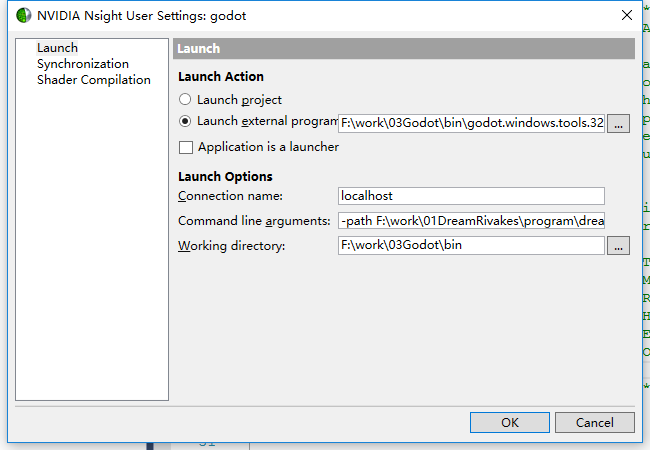 NVIDIA Nsight User Settings: godot
Launch
Synchronization
Shader Compilation
Launch
Launch Action
Launch project
Launch external program F:\work\03Godot\bin\godot.windows.tools.32 ...
Application is a launcher
Launch Options
Connection name: localhost
Command line arguments: -path F:\work\01DreamRivakes\program\drea
Working directory: F:\work\03Godot\bin ...
OK Cancel